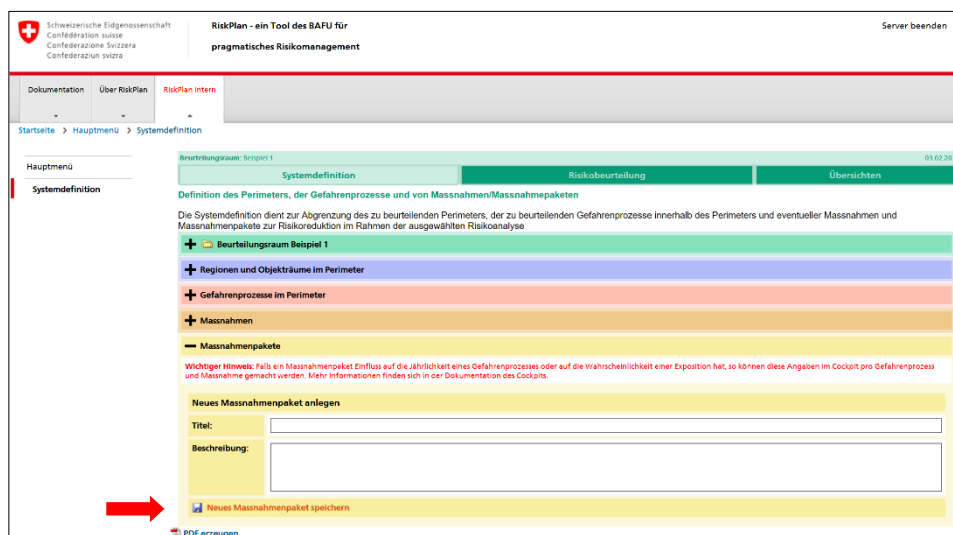 Schweizerische Eidgenossenschaft
Confédération suisse
Confederazione Svizzera
Confederaziun svizra
RiskPlan - ein Tool des BAFU für
pragmatisches Risikomanagement
Server beenden
Dokumentation
Über RiskPlan
RiskPlan Intern
Startseite > Hauptmenü > Systemdefinition
Hauptmenü
Systemdefinition
Beurteilungsraum: Beispiel 1
03.02.20
Systemdefinition
Risikobeurteilung
Übersichten
Definition des Perimeters, der Gefahrenprozesse und von Massnahmen/Massnahmepaketen
Die Systemdefinition dient zur Abgrenzung des zu beurteilenden Perimeters, der zu beurteilenden Gefahrenprozesse innerhalb des Perimeters und eventueller Massnahmen und
Massnahmenpakete zur Risikoreduktion im Rahmen der ausgewählten Risikoanalyse
Beurteilungsraum Beispiel 1
Regionen und Objekträume im Perimeter
Gefahrenprozesse im Perimeter
Massnahmen
Massnahmenpakete
Wichtiger Hinweis: Falls ein Massnahmenpaket Einfluss auf die Jährlichkeit eines Gefahrenprozesses oder auf die Wahrscheinlichkeit einer Exposition hat, so können diese Angaben im Cockpit pro Gefahrenprozess
und Massnahme gemacht werden. Mehr Informationen finden sich in der Dokumentation des Cockpits.
Neues Massnahmenpaket anlegen
Titel:
Beschreibung:
Neues Massnahmenpaket speichern
PDF erzeugen